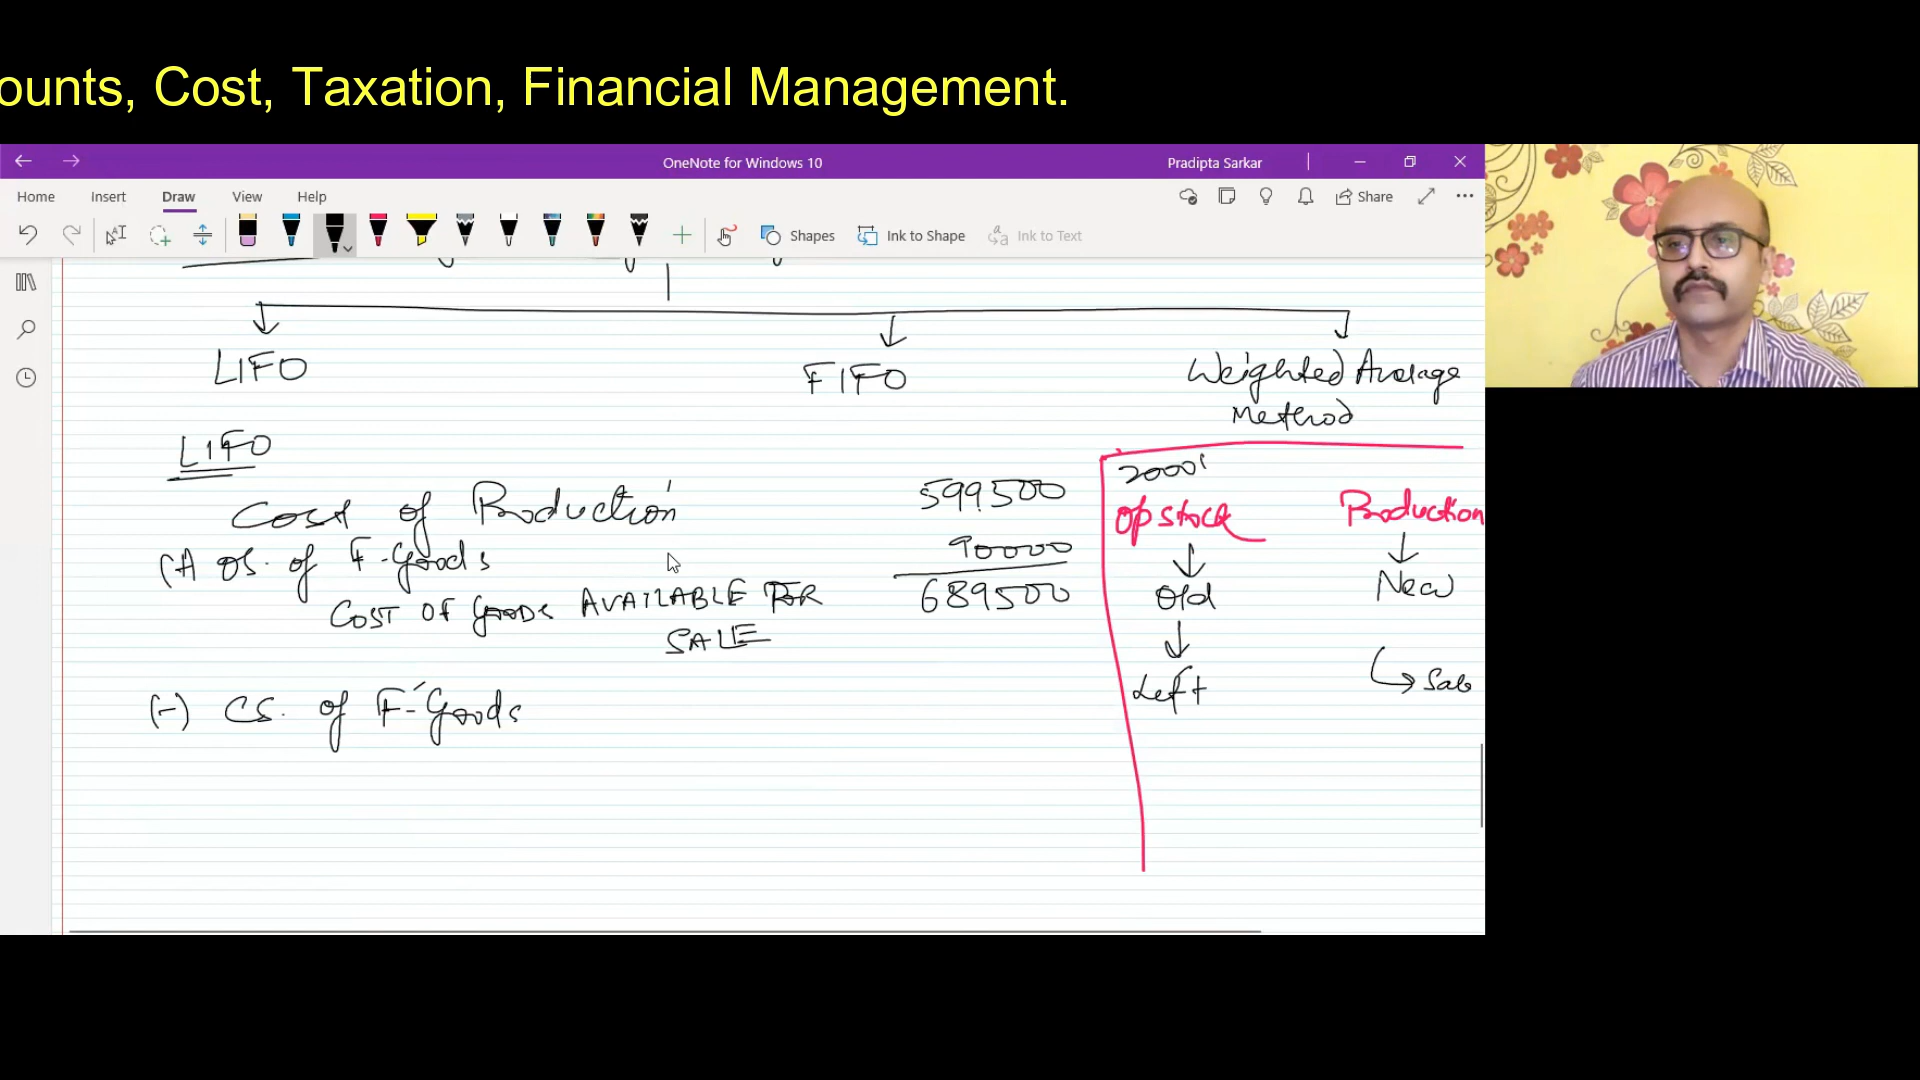 ounts, Cost, Taxation, Financial Management.
OneNote for Windows 10
Pradipta Sarkar
Home Insert Draw View Help
Share
Shapes Ink to Shape Ink to Text
LIFO FIFO Weighted Average
Method
LIFO
Cost of Production 599500
(A OS. of F-Goods 90000
COST OF Goods AVAILABLE FOR 689500
SALE
(-) CS. of F-Goods
2000
Op stock Production
Old New
Left Sale